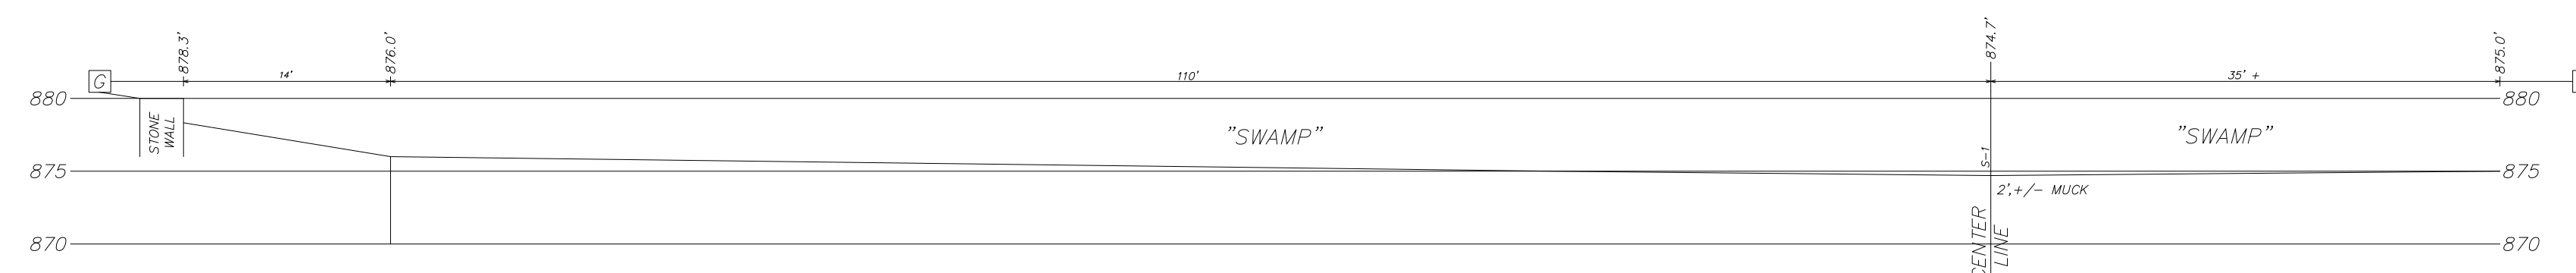 878.3'
876.0'
874.7'
875.0'
G
14'
110'
35' +
880
880
STONE
WALL
"SWAMP"
"SWAMP"
S-1
875
875
2',+/- MUCK
CENTER
LINE
870
870